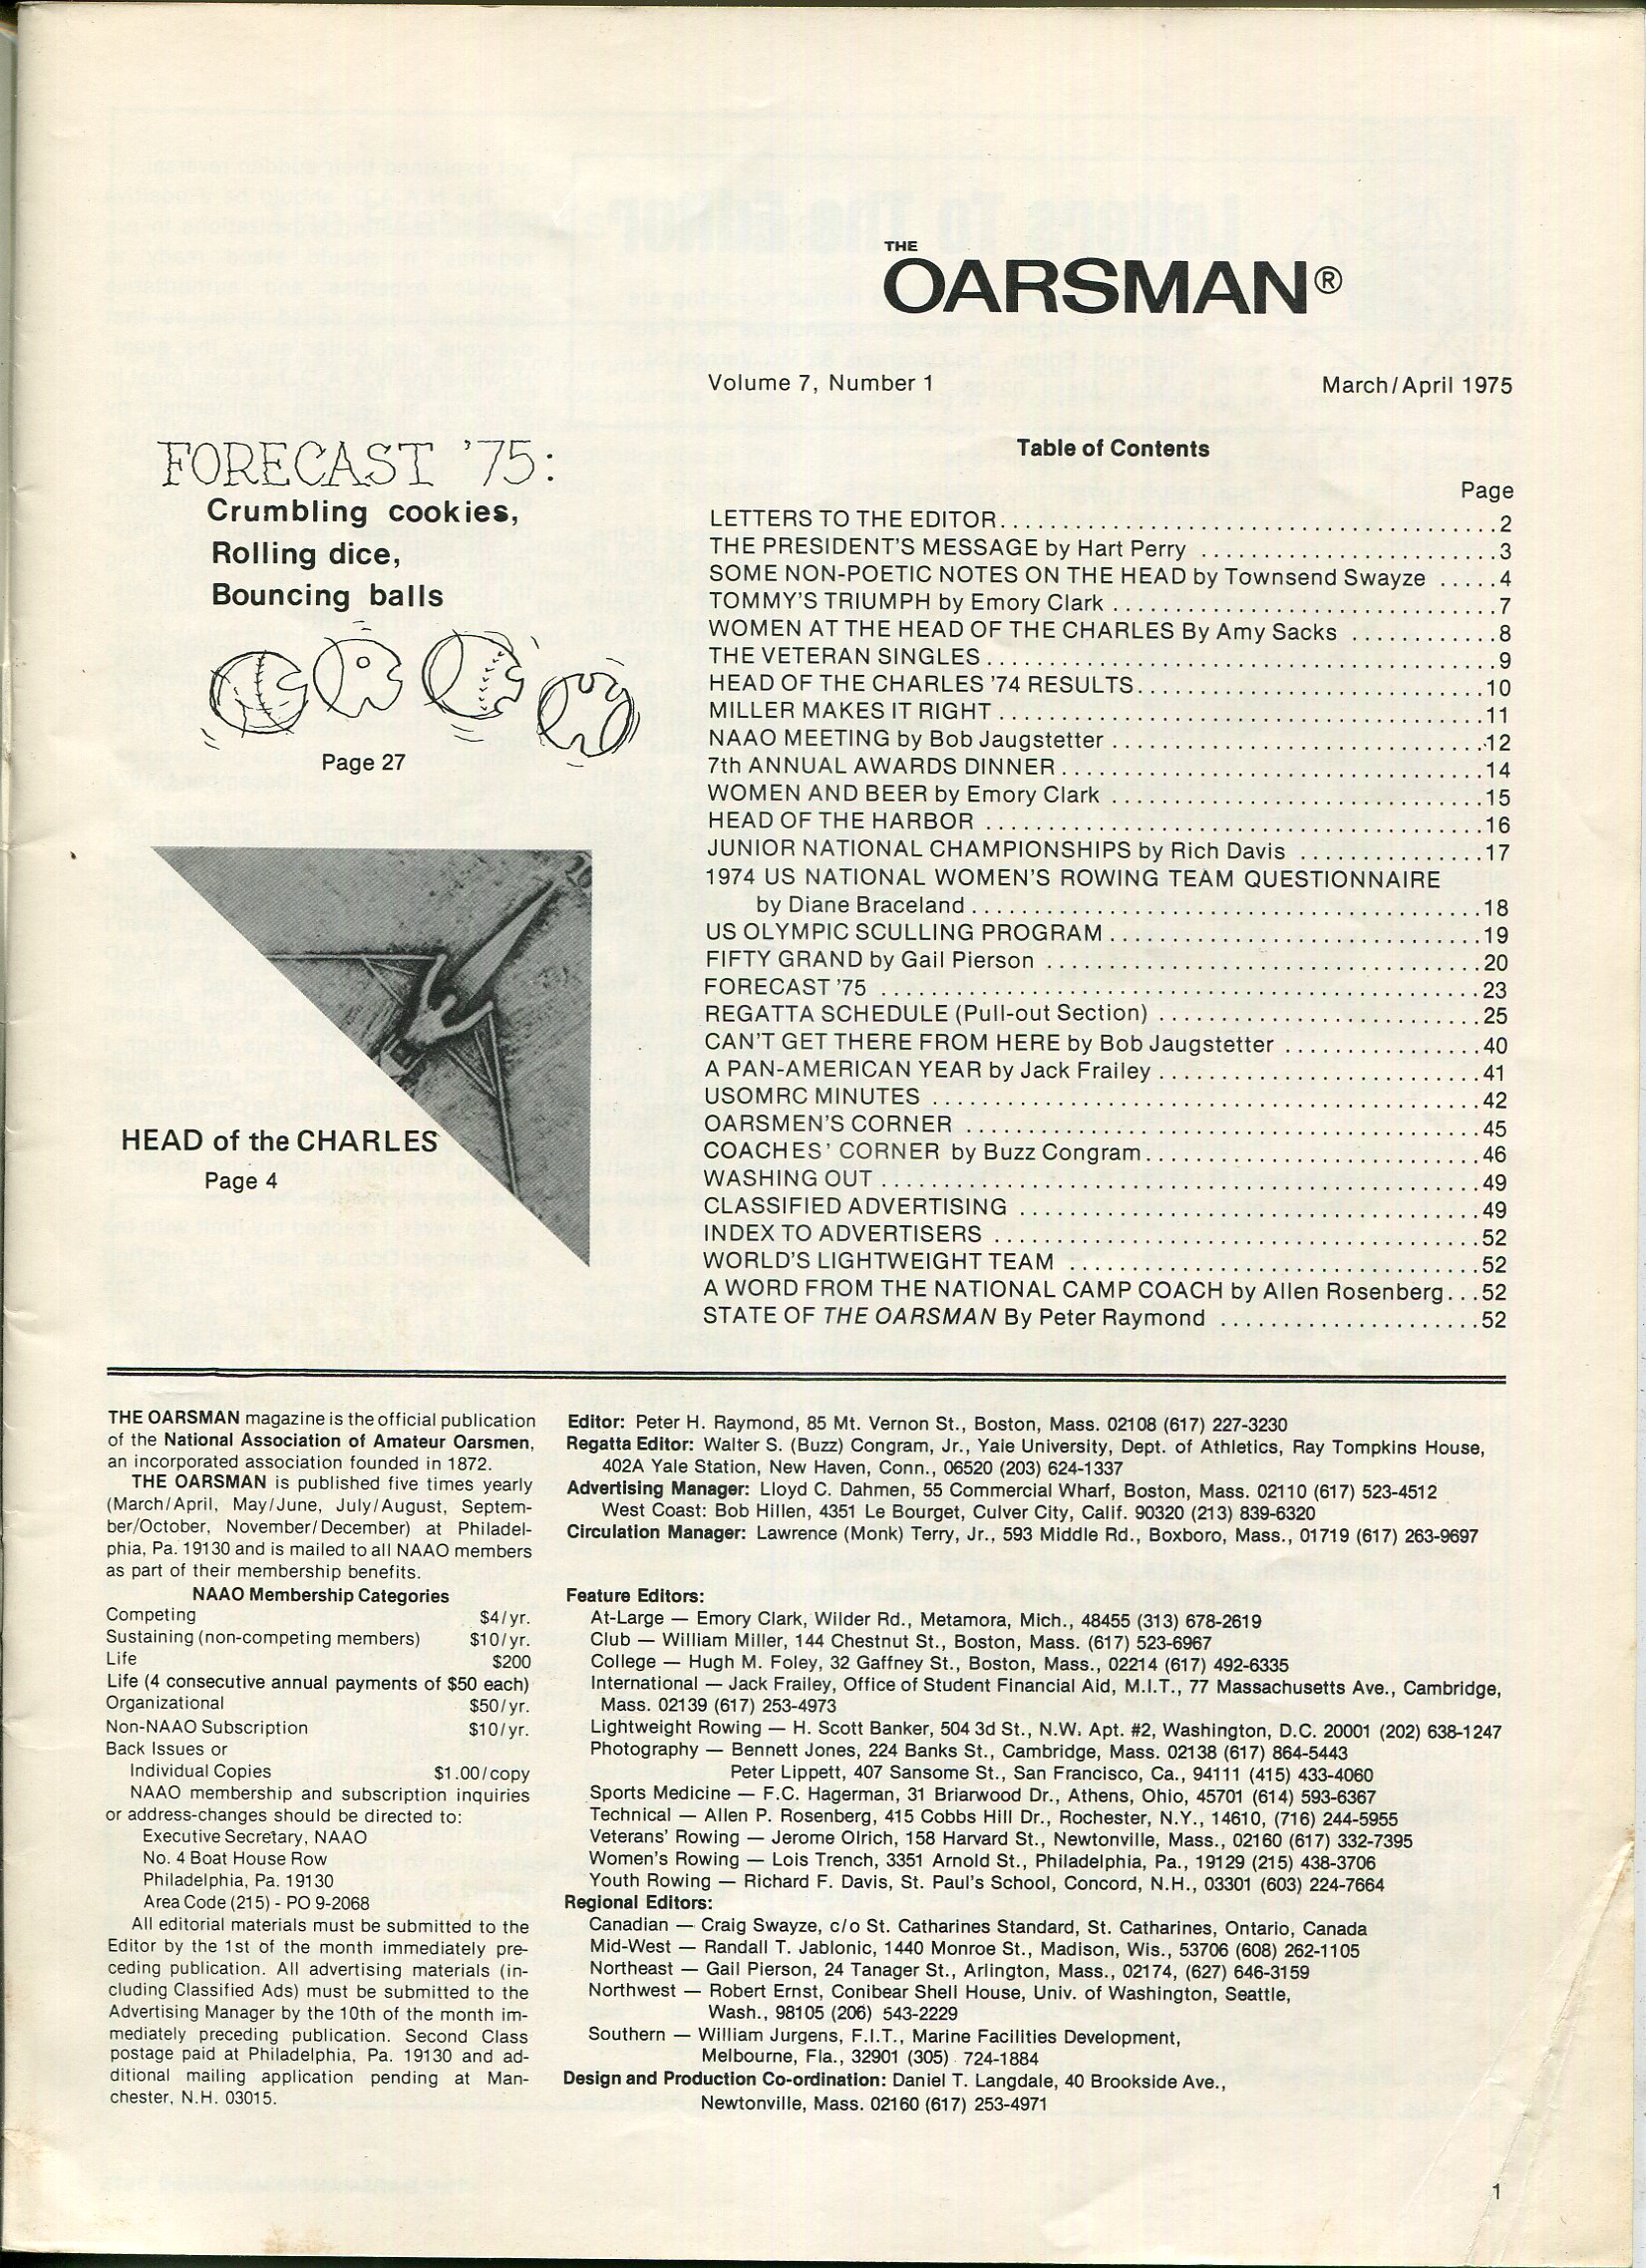 THE
OARSMAN®
Volume 7, Number 1 March/April 1975
FORECAST '75:
Crumbling cookies,
Rolling dice,
Bouncing balls
Page 27
HEAD of the CHARLES
Page 4
Table of Contents
Page
LETTERS TO THE EDITOR. . . . . . . . . . . . . . . . . . . . 2
THE PRESIDENT'S MESSAGE by Hart Perry . . . . . . . . . . . . . . . . . . . . 3
SOME NON-POETIC NOTES ON THE HEAD by Townsend Swayze . . . . . 4
TOMMY'S TRIUMPH by Emory Clark . . . . . . . . . . . . . . . . . . . . 7
WOMEN AT THE HEAD OF THE CHARLES By Amy Sacks . . . . . . . . . . 8
THE VETERAN SINGLES . . . . . . . . . . . . . . . . . . . . 9
HEAD OF THE CHARLES '74 RESULTS. . . . . . . . . . . . . . . . . . . . 10
MILLER MAKES IT RIGHT . . . . . . . . . . . . . . . . . . . . 11
NAAO MEETING by Bob Jaugstetter . . . . . . . . . . . . . . . . . . . . 12
7th ANNUAL AWARDS DINNER . . . . . . . . . . . . . . . . . . . . 14
WOMEN AND BEER by Emory Clark . . . . . . . . . . . . . . . . . . . . 15
HEAD OF THE HARBOR . . . . . . . . . . . . . . . . . . . . 16
JUNIOR NATIONAL CHAMPIONSHIPS by Rich Davis . . . . . . . . . . . . . . . 17
1974 US NATIONAL WOMEN'S ROWING TEAM QUESTIONNAIRE
by Diane Braceland . . . . . . . . . . . . . . . . . . . . 18
US OLYMPIC SCULLING PROGRAM . . . . . . . . . . . . . . . . . . . . 19
FIFTY GRAND by Gail Pierson . . . . . . . . . . . . . . . . . . . . 20
FORECAST '75 . . . . . . . . . . . . . . . . . . . . 23
REGATTA SCHEDULE (Pull-out Section) . . . . . . . . . . . . . . . . . . . . 25
CAN'T GET THERE FROM HERE by Bob Jaugstetter . . . . . . . . . . . . . . . . 40
A PAN-AMERICAN YEAR by Jack Frailey . . . . . . . . . . . . . . . . . . . . 41
USOMRC MINUTES . . . . . . . . . . . . . . . . . . . . 42
OARSMEN'S CORNER . . . . . . . . . . . . . . . . . . . . 45
COACHES' CORNER by Buzz Congram. . . . . . . . . . . . . . . . . . . . 46
WASHING OUT . . . . . . . . . . . . . . . . . . . . 49
CLASSIFIED ADVERTISING . . . . . . . . . . . . . . . . . . . . 49
INDEX TO ADVERTISERS . . . . . . . . . . . . . . . . . . . . 52
WORLD'S LIGHTWEIGHT TEAM . . . . . . . . . . . . . . . . . . . . 52
A WORD FROM THE NATIONAL CAMP COACH by Allen Rosenberg. . . 52
STATE OF THE OARSMAN By Peter Raymond . . . . . . . . . . . . . . . . . . . . 52
THE OARSMAN magazine is the official publication
of the National Association of Amateur Oarsmen,
an incorporated association founded in 1872.
THE OARSMAN is published five times yearly
(March/April, May/June, July/August, Septem-
ber/October, November/December) at Philadel-
phia, Pa. 19130 and is mailed to all NAAO members
as part of their membership benefits.
NAAO Membership Categories
Competing $4/yr.
Sustaining (non-competing members) $10/yr.
Life $200
Life (4 consecutive annual payments of $50 each)
Organizational $50/yr.
Non-NAAO Subscription $10/yr.
Back Issues or
Individual Copies $1.00/copy
NAAO membership and subscription inquiries
or address-changes should be directed to:
Executive Secretary, NAAO
No. 4 Boat House Row
Philadelphia, Pa. 19130
Area Code (215) - PO 9-2068
All editorial materials must be submitted to the
Editor by the 1st of the month immediately pre-
ceding publication. All advertising materials (in-
cluding Classified Ads) must be submitted to the
Advertising Manager by the 10th of the month im-
mediately preceding publication. Second Class
postage paid at Philadelphia, Pa. 19130 and ad-
ditional mailing application pending at Man-
chester, N.H. 03015.
Editor: Peter H. Raymond, 85 Mt. Vernon St., Boston, Mass. 02108 (617) 227-3230
Regatta Editor: Walter S. (Buzz) Congram, Jr., Yale University, Dept. of Athletics, Ray Tompkins House,
402A Yale Station, New Haven, Conn., 06520 (203) 624-1337
Advertising Manager: Lloyd C. Dahmen, 55 Commercial Wharf, Boston, Mass. 02110 (617) 523-4512
West Coast: Bob Hillen, 4351 Le Bourget, Culver City, Calif. 90320 (213) 839-6320
Circulation Manager: Lawrence (Monk) Terry, Jr., 593 Middle Rd., Boxboro, Mass., 01719 (617) 263-9697
Feature Editors:
At-Large — Emory Clark, Wilder Rd., Metamora, Mich., 48455 (313) 678-2619
Club — William Miller, 144 Chestnut St., Boston, Mass. (617) 523-6967
College — Hugh M. Foley, 32 Gaffney St., Boston, Mass., 02214 (617) 492-6335
International — Jack Frailey, Office of Student Financial Aid, M.I.T., 77 Massachusetts Ave., Cambridge,
Mass. 02139 (617) 253-4973
Lightweight Rowing — H. Scott Banker, 504 3d St., N.W. Apt. #2, Washington, D.C. 20001 (202) 638-1247
Photography — Bennett Jones, 224 Banks St., Cambridge, Mass. 02138 (617) 864-5443
Peter Lippett, 407 Sansome St., San Francisco, Ca., 94111 (415) 433-4060
Sports Medicine — F.C. Hagerman, 31 Briarwood Dr., Athens, Ohio, 45701 (614) 593-6367
Technical — Allen P. Rosenberg, 415 Cobbs Hill Dr., Rochester, N.Y., 14610, (716) 244-5955
Veterans' Rowing — Jerome Olrich, 158 Harvard St., Newtonville, Mass., 02160 (617) 332-7395
Women's Rowing — Lois Trench, 3351 Arnold St., Philadelphia, Pa., 19129 (215) 438-3706
Youth Rowing — Richard F. Davis, St. Paul's School, Concord, N.H., 03301 (603) 224-7664
Regional Editors:
Canadian — Craig Swayze, c/o St. Catharines Standard, St. Catharines, Ontario, Canada
Mid-West — Randall T. Jablonic, 1440 Monroe St., Madison, Wis., 53706 (608) 262-1105
Northeast — Gail Pierson, 24 Tanager St., Arlington, Mass., 02174, (627) 646-3159
Northwest — Robert Ernst, Conibear Shell House, Univ. of Washington, Seattle,
Wash., 98105 (206) 543-2229
Southern — William Jurgens, F.I.T., Marine Facilities Development,
Melbourne, Fla., 32901 (305) 724-1884
Design and Production Co-ordination: Daniel T. Langdale, 40 Brookside Ave.,
Newtonville, Mass. 02160 (617) 253-4971
1